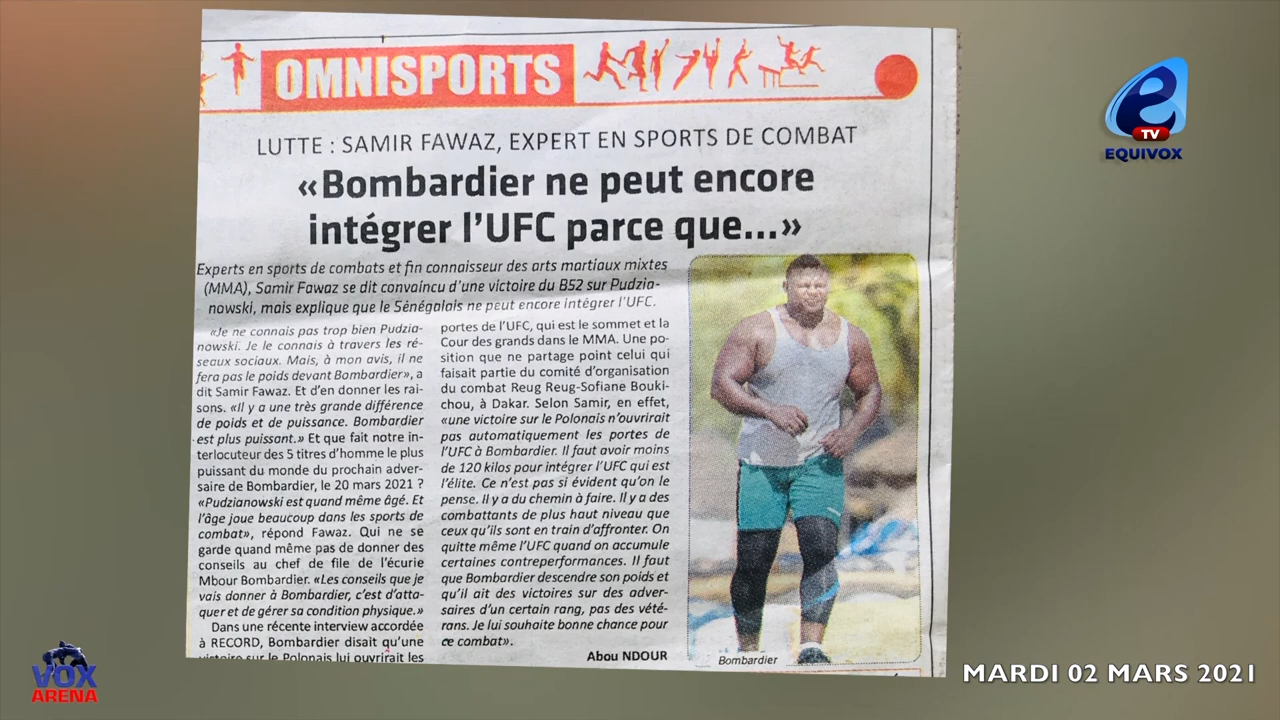 OMNISPORTS
LUTTE : SAMIR FAWAZ, EXPERT EN SPORTS DE COMBAT
«Bombardier ne peut encore
intégrer l'UFC parce que...»
Experts en sports de combats et fin connaisseur des arts martiaux mixtes
(MMA), Samir Fawaz se dit convaincu d'une victoire du B52 sur Pudzia-
nowski, mais explique que le Sénégalais ne peut encore intégrer l'UFC.
«Je ne connais pas trop bien Pudzia-
nowski. Je le connais à travers les ré-
seaux sociaux. Mais, à mon avis, il ne
fera pas le poids devant Bombardier», a
dit Samir Fawaz. Et d'en donner les rai-
sons. «Il y a une très grande différence
de poids et de puissance. Bombardier
est plus puissant.» Et que fait notre in-
terlocuteur des 5 titres d'homme le plus
puissant du monde du prochain adver-
saire de Bombardier, le 20 mars 2021 ?
«Pudzianowski est quand même âgé. Et
l'âge joue beaucoup dans les sports de
combat», répond Fawaz. Qui ne se
garde quand même pas de donner des
conseils au chef de file de l'écurie
Mbour Bombardier. «Les conseils que je
vais donner à Bombardier, c'est d'atta-
quer et de gérer sa condition physique.»
Dans une récente interview accordée
à RECORD, Bombardier disait qu'une
victoire sur le Polonais lui ouvrirait les
portes de l'UFC, qui est le sommet et la
Cour des grands dans le MMA. Une po-
sition que ne partage point celui qui
faisait partie du comité d'organisation
du combat Reug Reug-Sofiane Bouki-
chou, à Dakar. Selon Samir, en effet,
«une victoire sur le Polonais n'ouvrirait
pas automatiquement les portes de
l'UFC à Bombardier. Il faut avoir moins
de 120 kilos pour intégrer l'UFC qui est
l'élite. Ce n'est pas si évident qu'on le
pense. Il y a du chemin à faire. Il y a des
combattants de plus haut niveau que
ceux qu'ils sont en train d'affronter. On
quitte même l'UFC quand on accumule
certaines contreperformances. Il faut
que Bombardier descendre son poids et
qu'il ait des victoires sur des adver-
saires d'un certain rang, pas des vété-
rans. Je lui souhaite bonne chance pour
ce combat».
Abou NDOUR
Bombardier
e
TV
EQUIVOX
VOX
ARENA
MARDI 02 MARS 2021